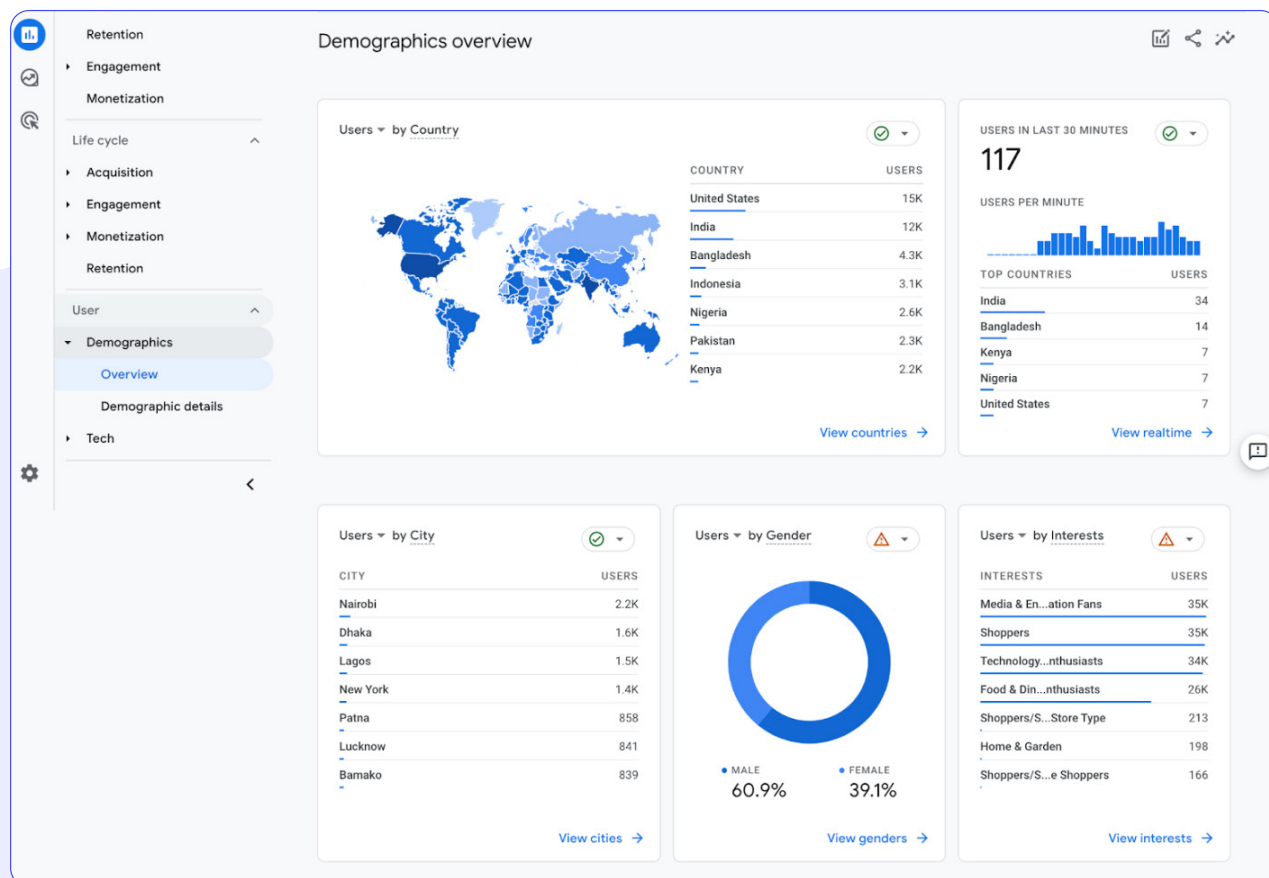 Retention
Engagement
Monetization
Life cycle
Acquisition
Engagement
Monetization
Retention
User
Demographics
Overview
Demographic details
Tech
Demographics overview
Users by Country
COUNTRY USERS
United States 15K
India 12K
Bangladesh 4.3K
Indonesia 3.1K
Nigeria 2.6K
Pakistan 2.3K
Kenya 2.2K
View countries
USERS IN LAST 30 MINUTES
117
USERS PER MINUTE
TOP COUNTRIES USERS
India 34
Bangladesh 14
Kenya 7
Nigeria 7
United States 7
View realtime
Users by City
CITY USERS
Nairobi 2.2K
Dhaka 1.6K
Lagos 1.5K
New York 1.4K
Patna 858
Lucknow 841
Bamako 839
View cities
Users by Gender
MALE FEMALE
60.9% 39.1%
View genders
Users by Interests
INTERESTS USERS
Media & En...ation Fans 35K
Shoppers 35K
Technology...nthusiasts 34K
Food & Din...nthusiasts 26K
Shoppers/S...Store Type 213
Home & Garden 198
Shoppers/S...e Shoppers 166
View interests